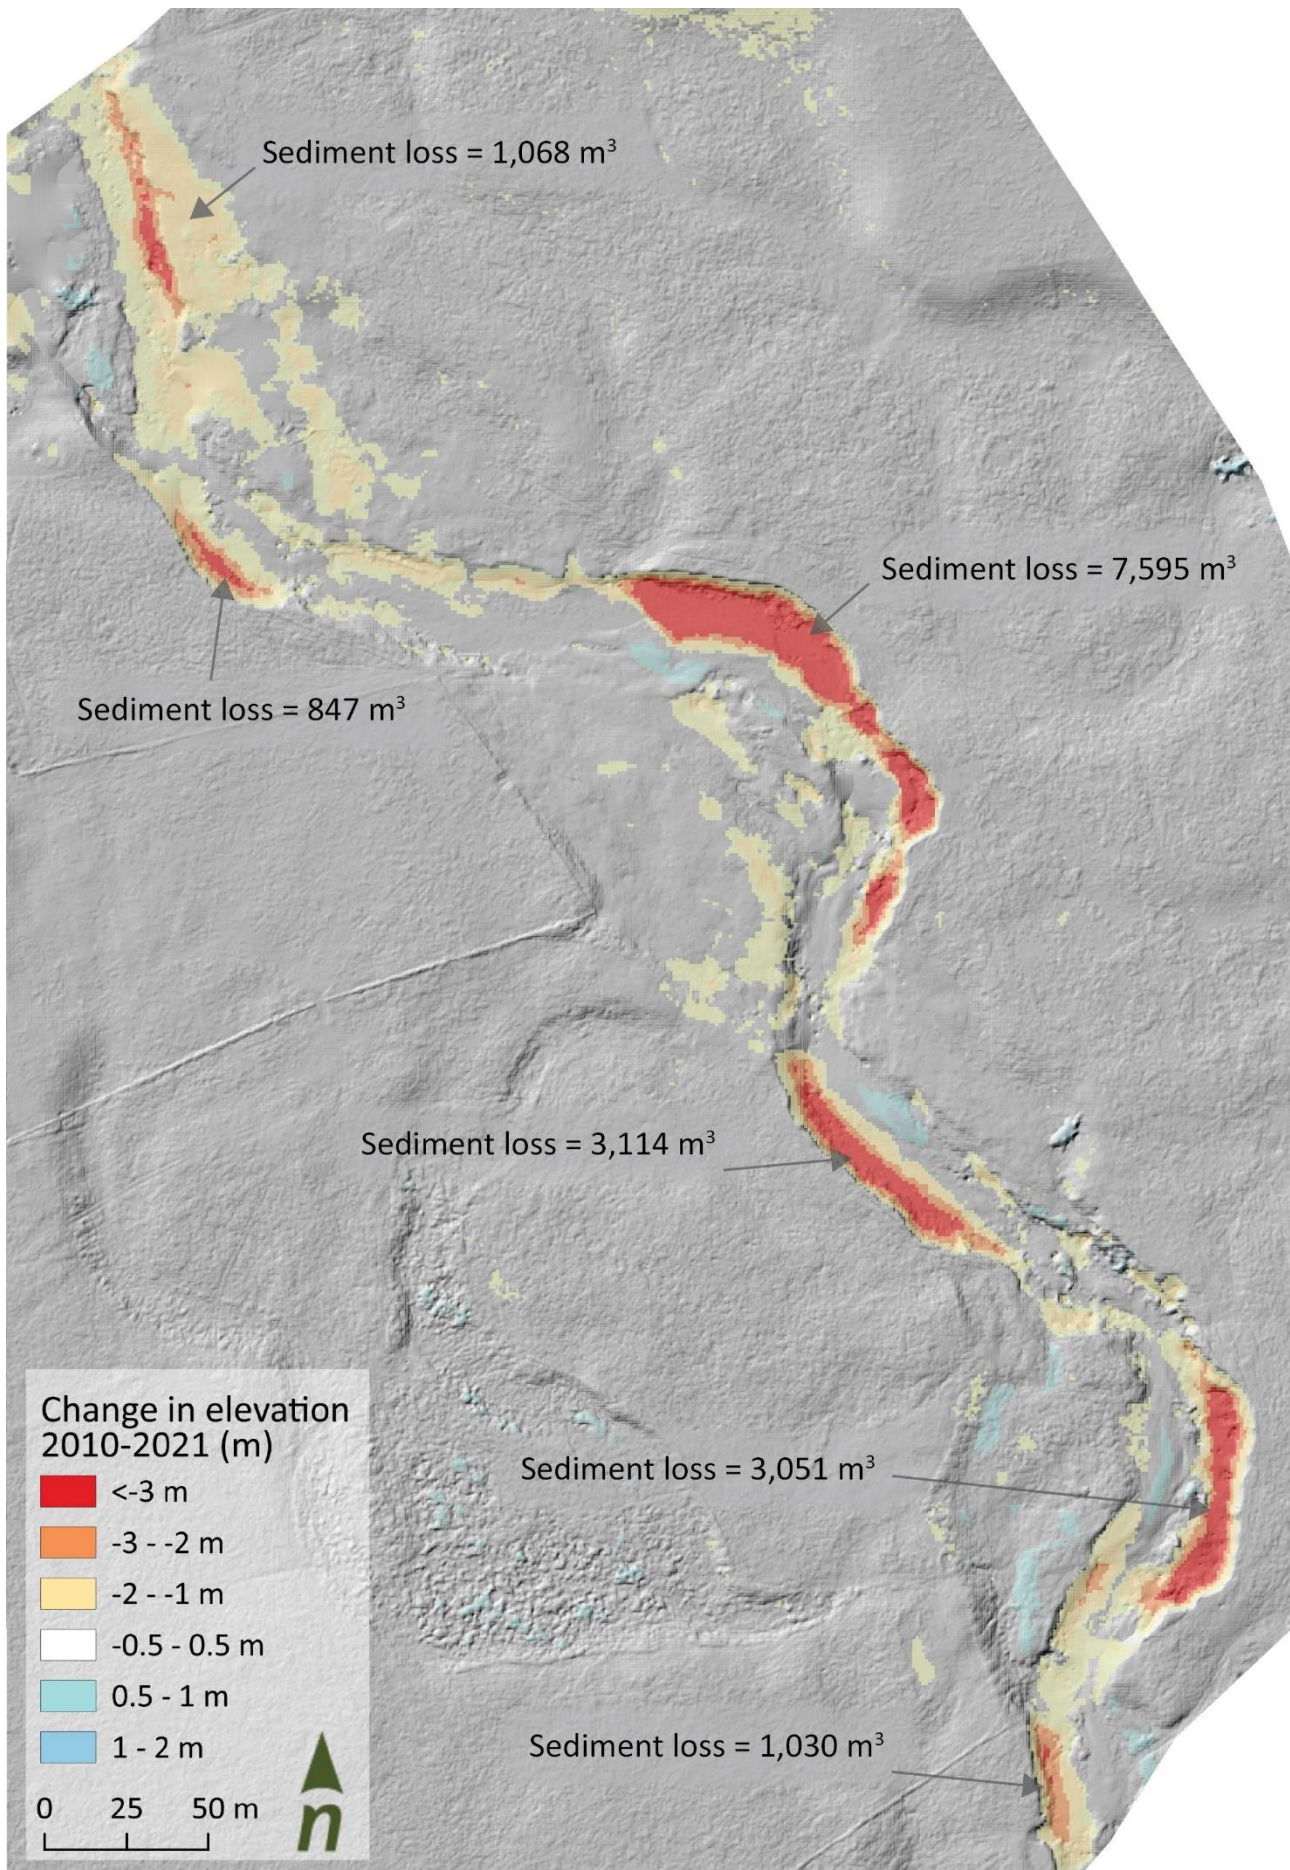 Sediment loss = 1,068 m³
Sediment loss = 7,595 m³
Sediment loss = 847 m³
Sediment loss = 3,114 m³
Sediment loss = 3,051 m³
Sediment loss = 1,030 m³
Change in elevation
2010-2021 (m)
<-3 m
-3 - -2 m
-2 - -1 m
-0.5 - 0.5 m
0.5 - 1 m
1 - 2 m
0 25 50 m
n